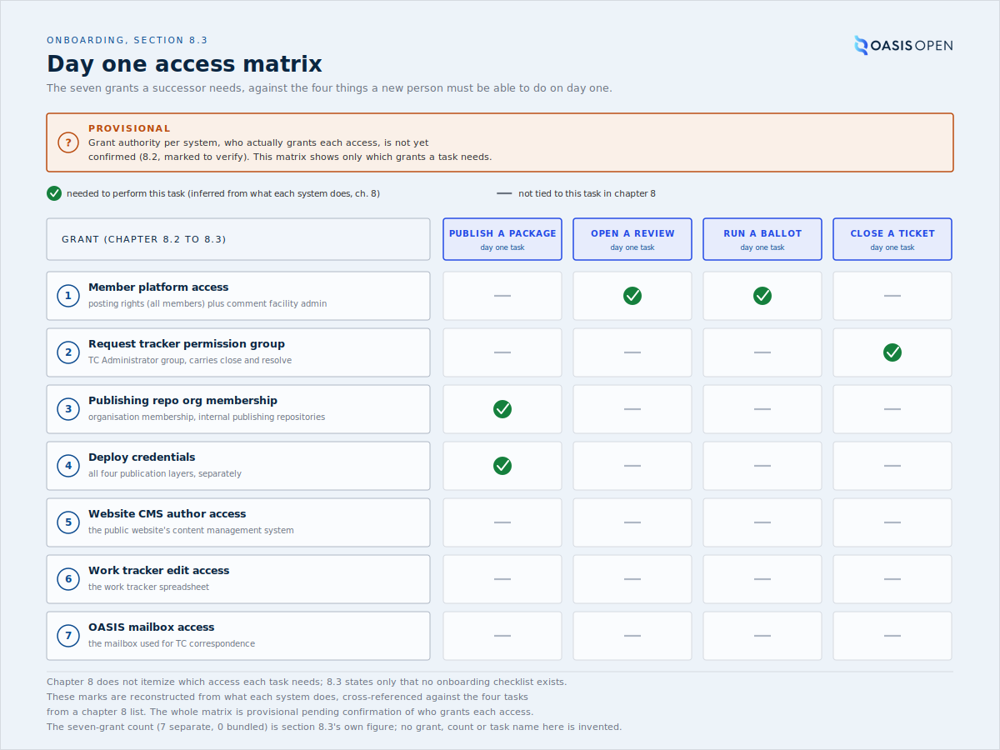 ONBOARDING, SECTION 8.3
OASIS OPEN
Day one access matrix
The seven grants a successor needs, against the four things a new person must be able to do on day one.
PROVISIONAL
?
Grant authority per system, who actually grants each access, is not yet
confirmed (8.2, marked to verify). This matrix shows only which grants a task needs.
needed to perform this task (inferred from what each system does, ch. 8)
not tied to this task in chapter 8
GRANT (CHAPTER 8.2 TO 8.3)
PUBLISH A PACKAGE
day one task
OPEN A REVIEW
day one task
RUN A BALLOT
day one task
CLOSE A TICKET
day one task
1
Member platform access
posting rights (all members) plus comment facility admin
2
Request tracker permission group
TC Administrator group, carries close and resolve
3
Publishing repo org membership
organisation membership, internal publishing repositories
4
Deploy credentials
all four publication layers, separately
5
Website CMS author access
the public website's content management system
6
Work tracker edit access
the work tracker spreadsheet
7
OASIS mailbox access
the mailbox used for TC correspondence
Chapter 8 does not itemize which access each task needs; 8.3 states only that no onboarding checklist exists.
These marks are reconstructed from what each system does, cross-referenced against the four tasks
from a chapter 8 list. The whole matrix is provisional pending confirmation of who grants each access.
The seven-grant count (7 separate, 0 bundled) is section 8.3's own figure; no grant, count or task name here is invented.